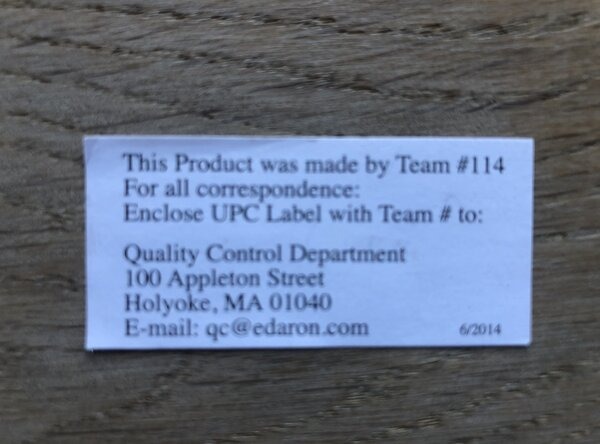 This Product was made by Team #114
For all correspondence:
Enclose UPC Label with Team # to:
Quality Control Department
100 Appleton Street
Holyoke, MA 01040
E-mail: qc@edaron.com
6/2014